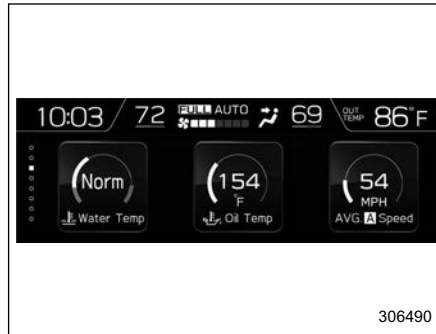 10:03 72 FULL AUTO 69 OUT TEMP 86°F
Norm
Water Temp
154
°F
Oil Temp
54
MPH
AVG. A Speed
306490